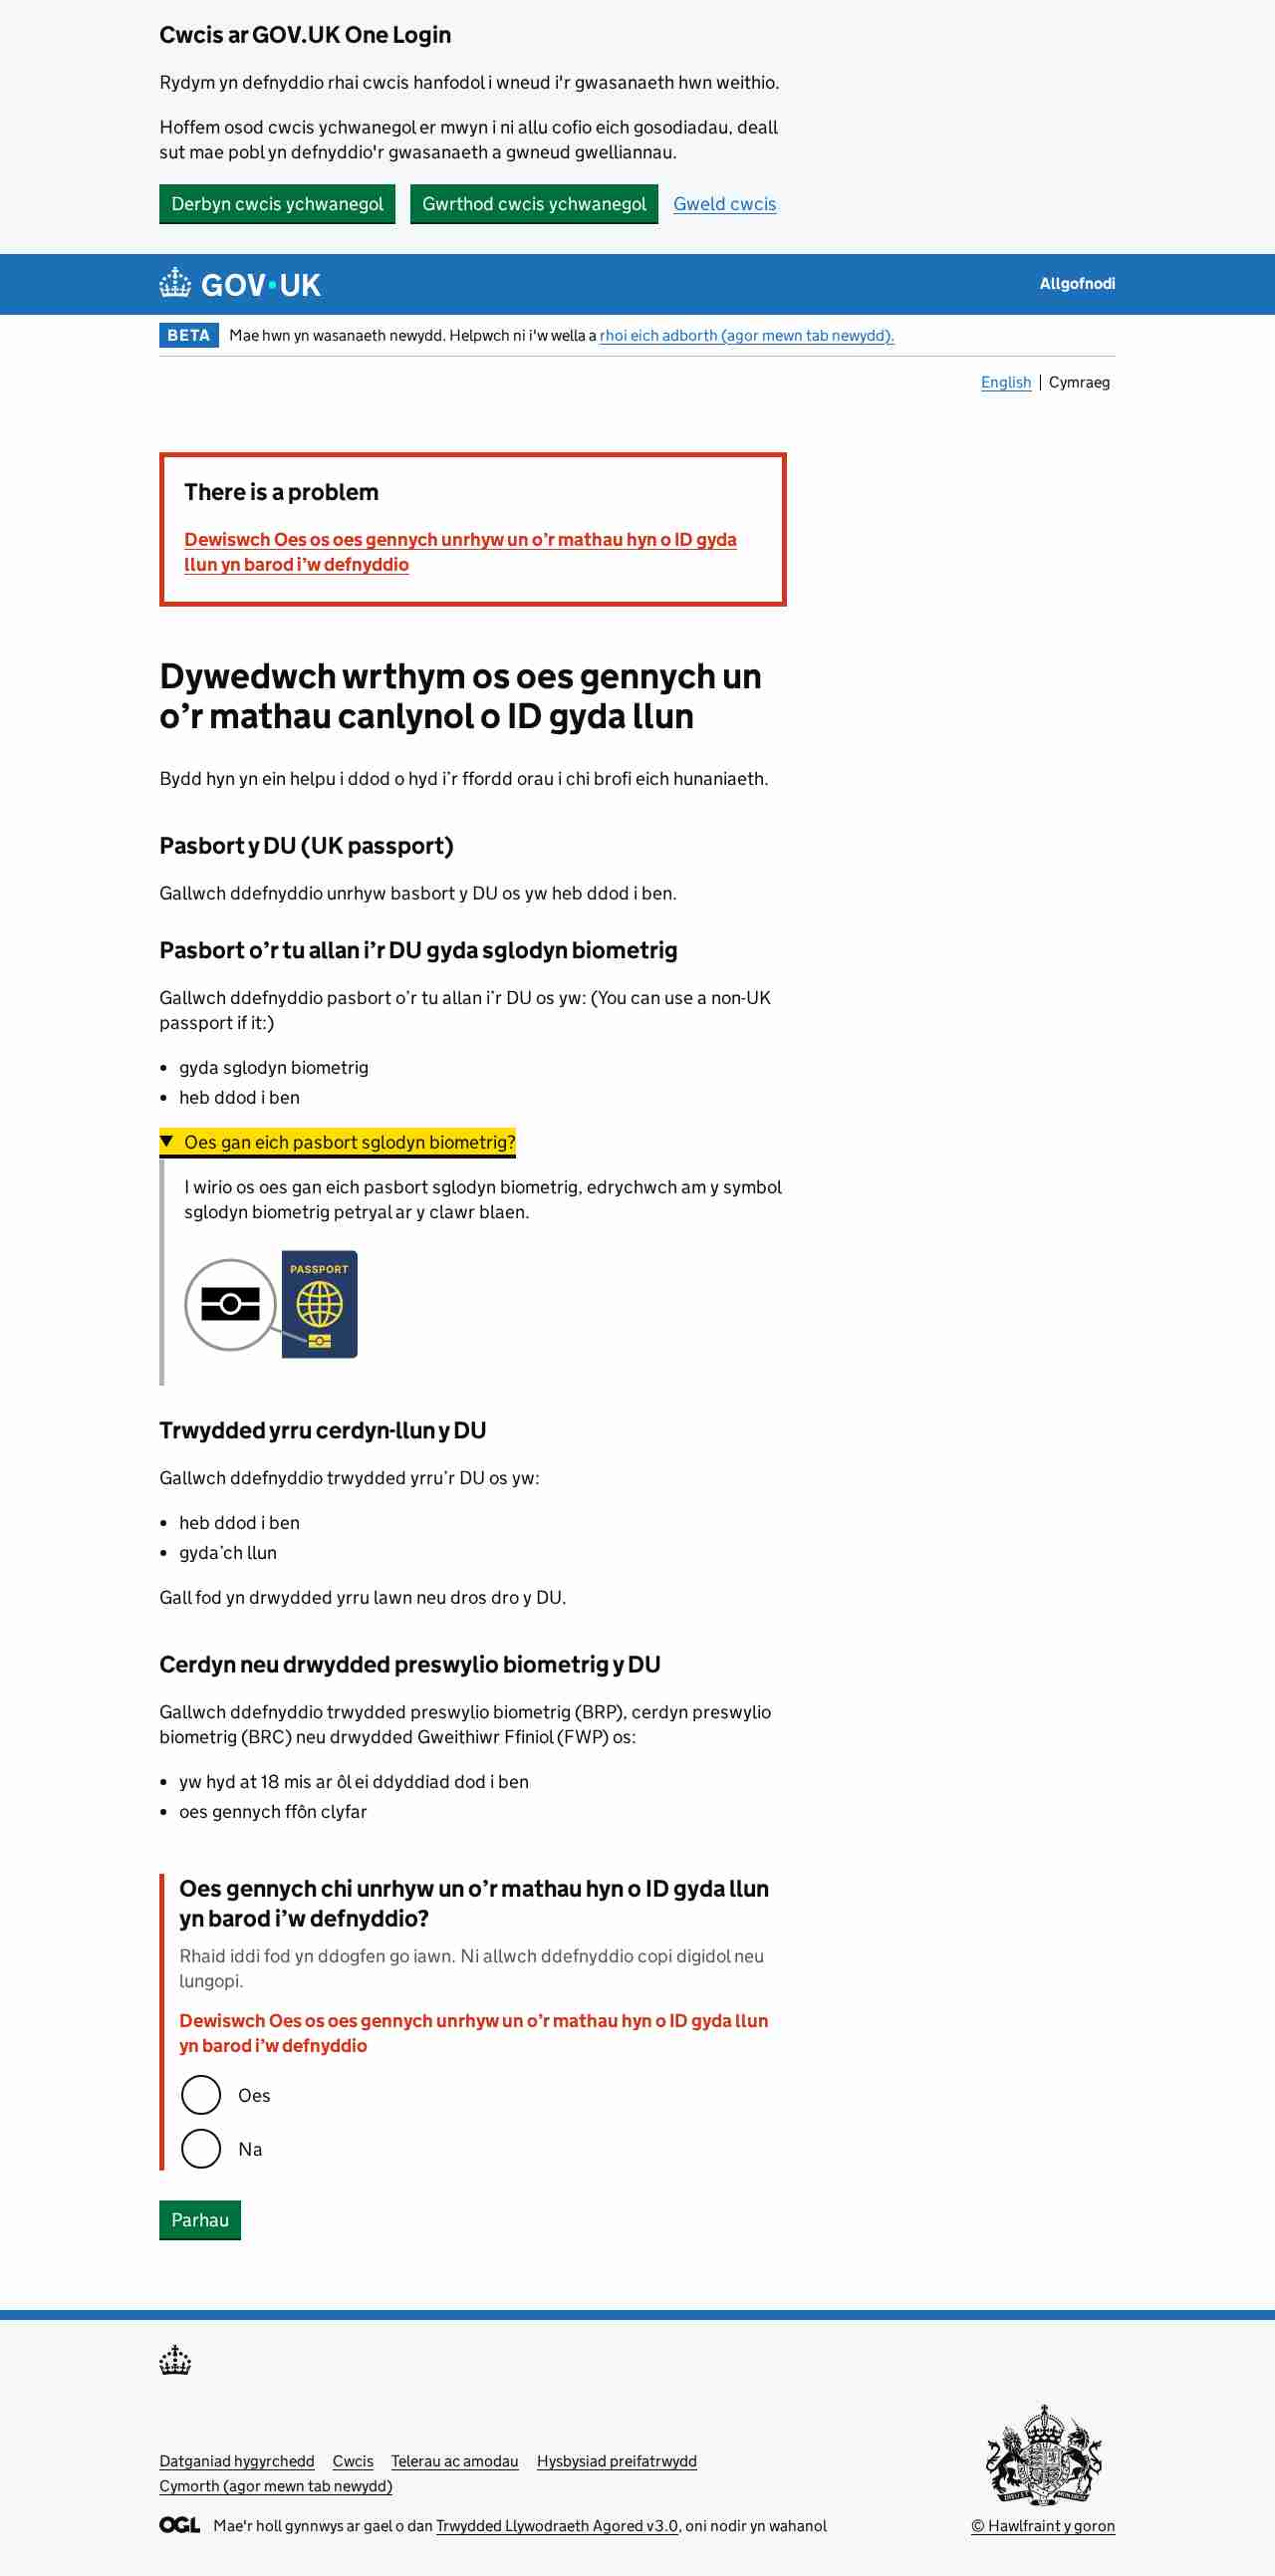 Cwcis ar GOV.UK One Login
Rydym yn defnyddio rhai cwcis hanfodol i wneud i'r gwasanaeth hwn weithio.
Hoffem osod cwcis ychwanegol er mwyn i ni allu cofio eich gosodiadau, deall
sut mae pobl yn defnyddio'r gwasanaeth a gwneud gwelliannau.
Derbyn cwcis ychwanegol Gwrthod cwcis ychwanegol Gweld cwcis
GOV·UK Allgofnodi
BETA Mae hwn yn wasanaeth newydd. Helpwch ni i'w wella a rhoi eich adborth (agor mewn tab newydd).
English Cymraeg
There is a problem
Dewiswch Oes os oes gennych unrhyw un o’r mathau hyn o ID gyda
llun yn barod i’w defnyddio
Dywedwch wrthym os oes gennych un
o’r mathau canlynol o ID gyda llun
Bydd hyn yn ein helpu i ddod o hyd i’r ffordd orau i chi brofi eich hunaniaeth.
Pasbort y DU (UK passport)
Gallwch ddefnyddio unrhyw basbort y DU os yw heb ddod i ben.
Pasbort o’r tu allan i’r DU gyda sglodyn biometrig
Gallwch ddefnyddio pasbort o’r tu allan i’r DU os yw: (You can use a non-UK
passport if it:)
• gyda sglodyn biometrig
• heb ddod i ben
▼ Oes gan eich pasbort sglodyn biometrig?
I wirio os oes gan eich pasbort sglodyn biometrig, edrychwch am y symbol
sglodyn biometrig petryal ar y clawr blaen.
PASSPORT
Trwydded yrru cerdyn-llun y DU
Gallwch ddefnyddio trwydded yrru’r DU os yw:
• heb ddod i ben
• gyda’ch llun
Gall fod yn drwydded yrru lawn neu dros dro y DU.
Cerdyn neu drwydded preswylio biometrig y DU
Gallwch ddefnyddio trwydded preswylio biometrig (BRP), cerdyn preswylio
biometrig (BRC) neu drwydded Gweithiwr Ffiniol (FWP) os:
• yw hyd at 18 mis ar ôl ei ddyddiad dod i ben
• oes gennych ffôn clyfar
Oes gennych chi unrhyw un o’r mathau hyn o ID gyda llun
yn barod i’w defnyddio?
Rhaid iddi fod yn ddogfen go iawn. Ni allwch ddefnyddio copi digidol neu
lungopi.
Dewiswch Oes os oes gennych unrhyw un o’r mathau hyn o ID gyda llun
yn barod i’w defnyddio
Oes
Na
Parhau
Datganiad hygyrchedd Cwcis Telerau ac amodau Hysbysiad preifatrwydd
Cymorth (agor mewn tab newydd)
OGL Mae'r holl gynnwys ar gael o dan Trwydded Llywodraeth Agored v3.0, oni nodir yn wahanol
© Hawlfraint y goron